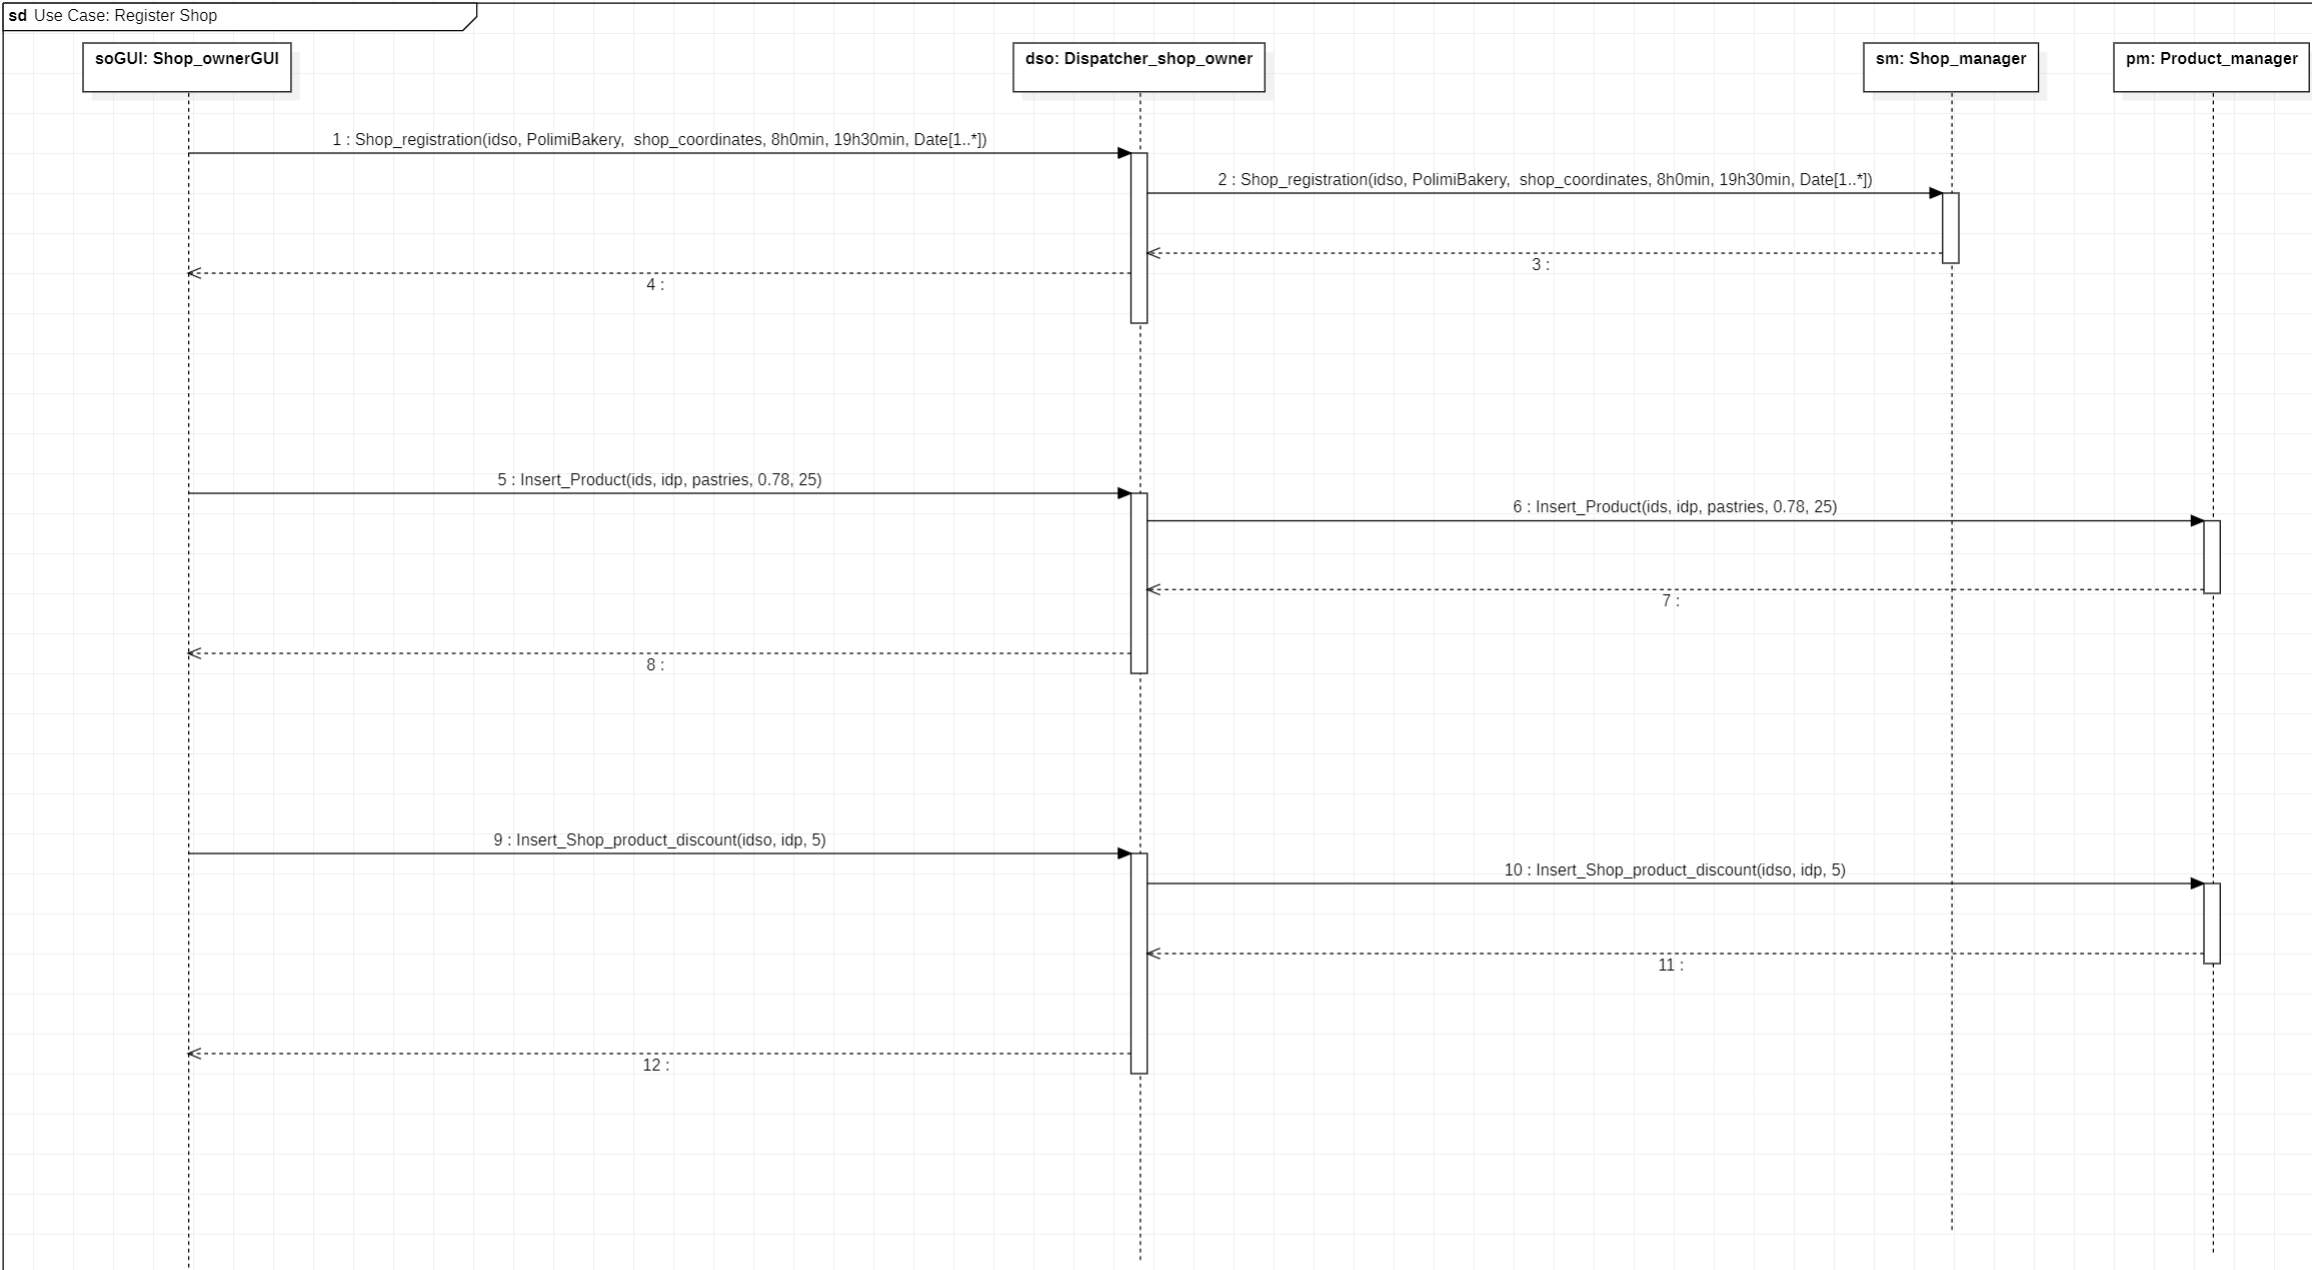 sd Use Case: Register Shop
soGUI: Shop_ownerGUI
dso: Dispatcher_shop_owner
sm: Shop_manager
pm: Product_manager
1 : Shop_registration(idso, PolimiBakery,  shop_coordinates, 8h0min, 19h30min, Date[1..*])
2 : Shop_registration(idso, PolimiBakery,  shop_coordinates, 8h0min, 19h30min, Date[1..*])
3 :
4 :
5 : Insert_Product(ids, idp, pastries, 0.78, 25)
6 : Insert_Product(ids, idp, pastries, 0.78, 25)
7 :
8 :
9 : Insert_Shop_product_discount(idso, idp, 5)
10 : Insert_Shop_product_discount(idso, idp, 5)
11 :
12 :